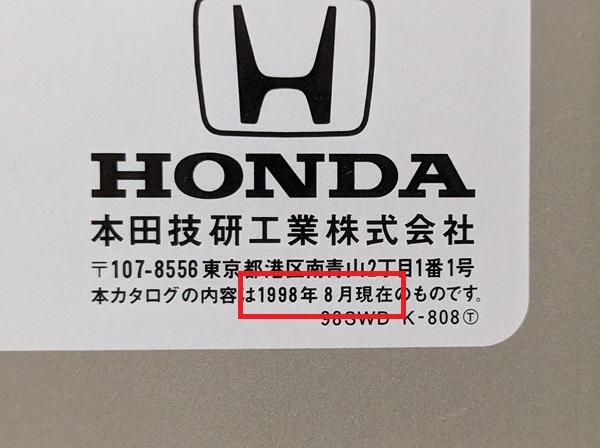 HONDA
本田技研工業株式会社
〒107-8556 東京都港区南青山2丁目1番1号
本カタログの内容は1998年8月現在のものです。
98SWD K-808Ⓣ